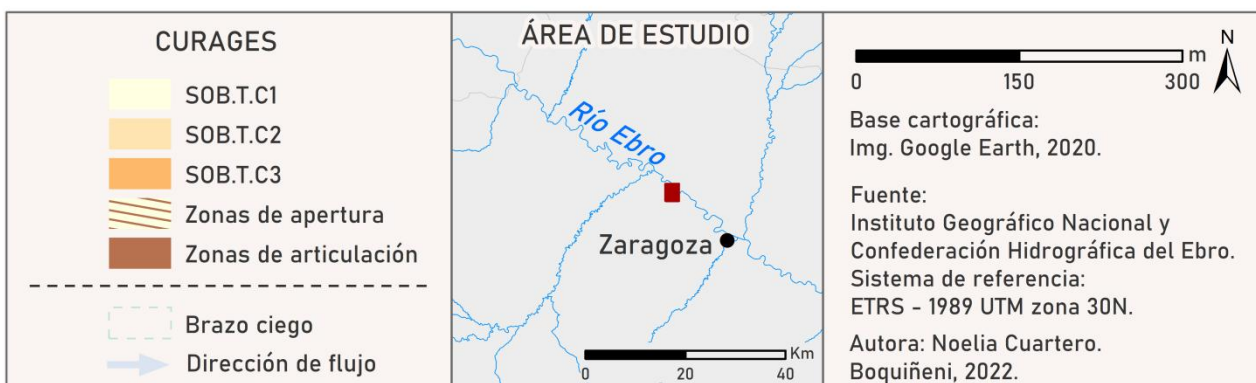 CURAGES
SOB.T.C1
SOB.T.C2
SOB.T.C3
Zonas de apertura
Zonas de articulación
Brazo ciego
Dirección de flujo
ÁREA DE ESTUDIO
Río Ebro
Zaragoza
Km
0 20 40
N
m
0 150 300
Base cartográfica:
Img. Google Earth, 2020.
Fuente:
Instituto Geográfico Nacional y
Confederación Hidrográfica del Ebro.
Sistema de referencia:
ETRS - 1989 UTM zona 30N.
Autora: Noelia Cuartero.
Boquiñeni, 2022.